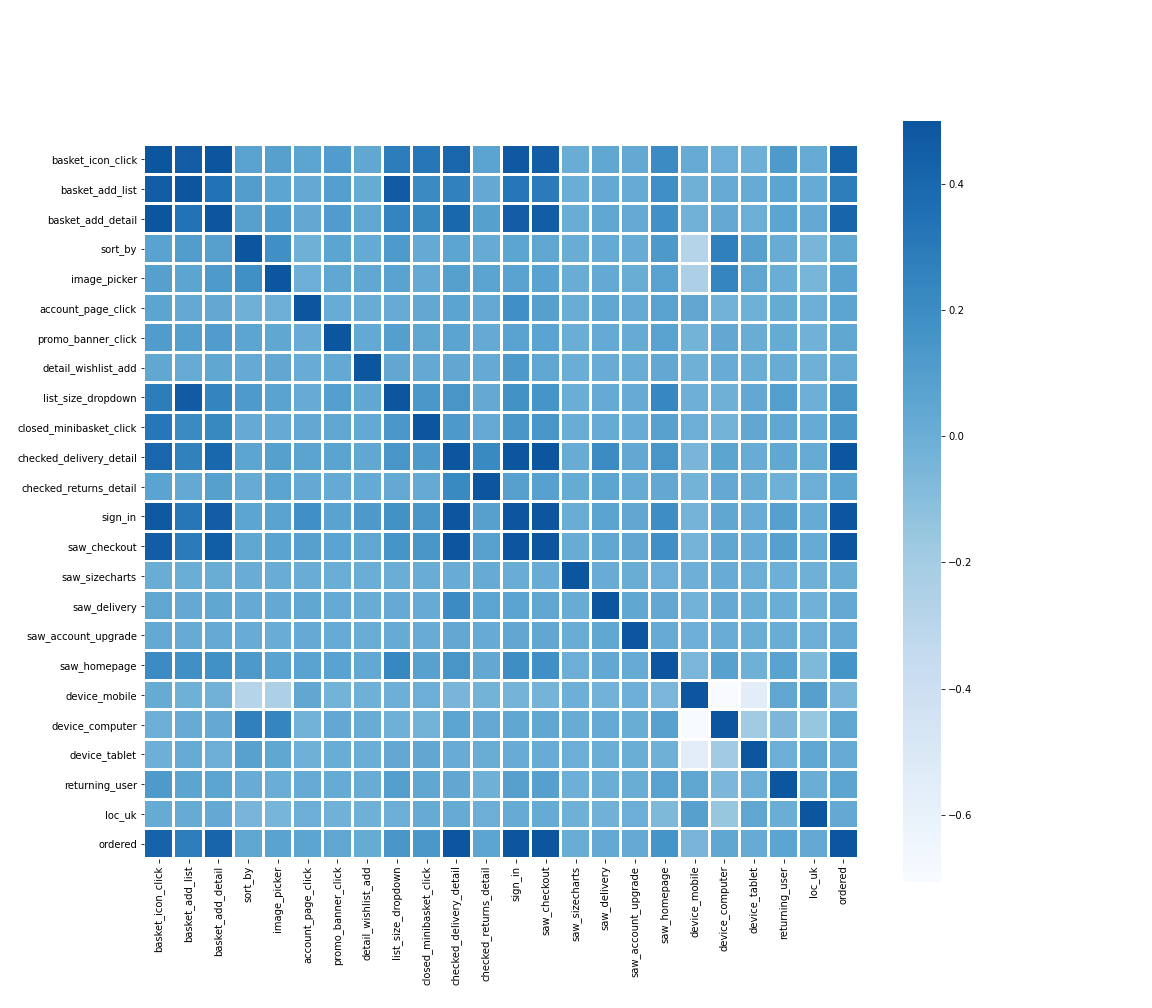 basket_icon_click
basket_add_list
basket_add_detail
sort_by
image_picker
account_page_click
promo_banner_click
detail_wishlist_add
list_size_dropdown
closed_minibasket_click
checked_delivery_detail
checked_returns_detail
sign_in
saw_checkout
saw_sizecharts
saw_delivery
saw_account_upgrade
saw_homepage
device_mobile
device_computer
device_tablet
returning_user
loc_uk
ordered
basket_icon_click
basket_add_list
basket_add_detail
sort_by
image_picker
account_page_click
promo_banner_click
detail_wishlist_add
list_size_dropdown
closed_minibasket_click
checked_delivery_detail
checked_returns_detail
sign_in
saw_checkout
saw_sizecharts
saw_delivery
saw_account_upgrade
saw_homepage
device_mobile
device_computer
device_tablet
returning_user
loc_uk
ordered
0.4
0.2
0.0
−0.2
−0.4
−0.6